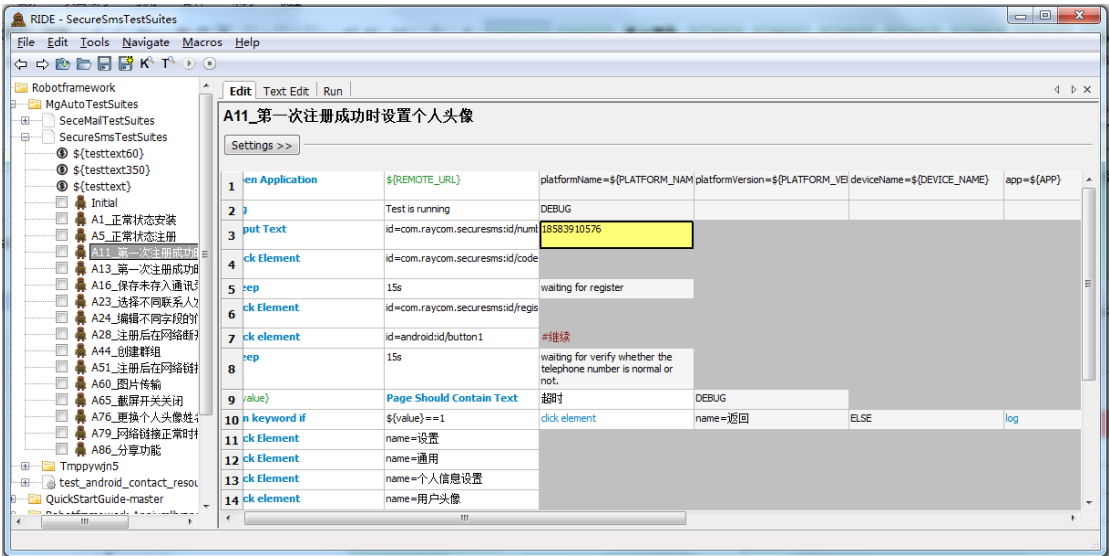 RIDE - SecureSmsTestSuites
File Edit Tools Navigate Macros Help
Robotframework
MgAutoTestSuites
SeceMailTestSuites
SecureSmsTestSuites
${testtext60}
${testtext350}
${testtext}
Initial
A1_正常状态安装
A5_正常状态注册
A11_第一次注册成功时
A13_第一次注册成功时
A16_保存未存入通讯录
A23_选择不同联系人
A24_编辑不同字段的
A28_注册后在网络断开
A44_创建群组
A51_注册后在网络链接
A60_图片传输
A65_截屏开关关闭
A76_更换个人头像姓名
A79_网络链接正常时
A86_分享功能
Tmppywjn5
test_android_contact_resou
QuickStartGuide-master
Edit Text Edit Run
A11_第一次注册成功时设置个人头像
Settings >>
1 en Application ${REMOTE_URL} platformName=${PLATFORM_NAM platformVersion=${PLATFORM_VE deviceName=${DEVICE_NAME} app=${APP}
2 g Test is running DEBUG
3 put Text id=com.raycom.securesms:id/numb 18583910576
4 ck Element id=com.raycom.securesms:id/code
5 eep 15s waiting for register
6 ck Element id=com.raycom.securesms:id/regis
7 ck element id=android:id/button1 #继续
8 eep 15s waiting for verify whether the
telephone number is normal or
not.
9 value} Page Should Contain Text 超时 DEBUG
10 n keyword if ${value}==1 click element name=返回 ELSE log
11 ck Element name=设置
12 ck Element name=通用
13 ck Element name=个人信息设置
14 ck element name=用户头像